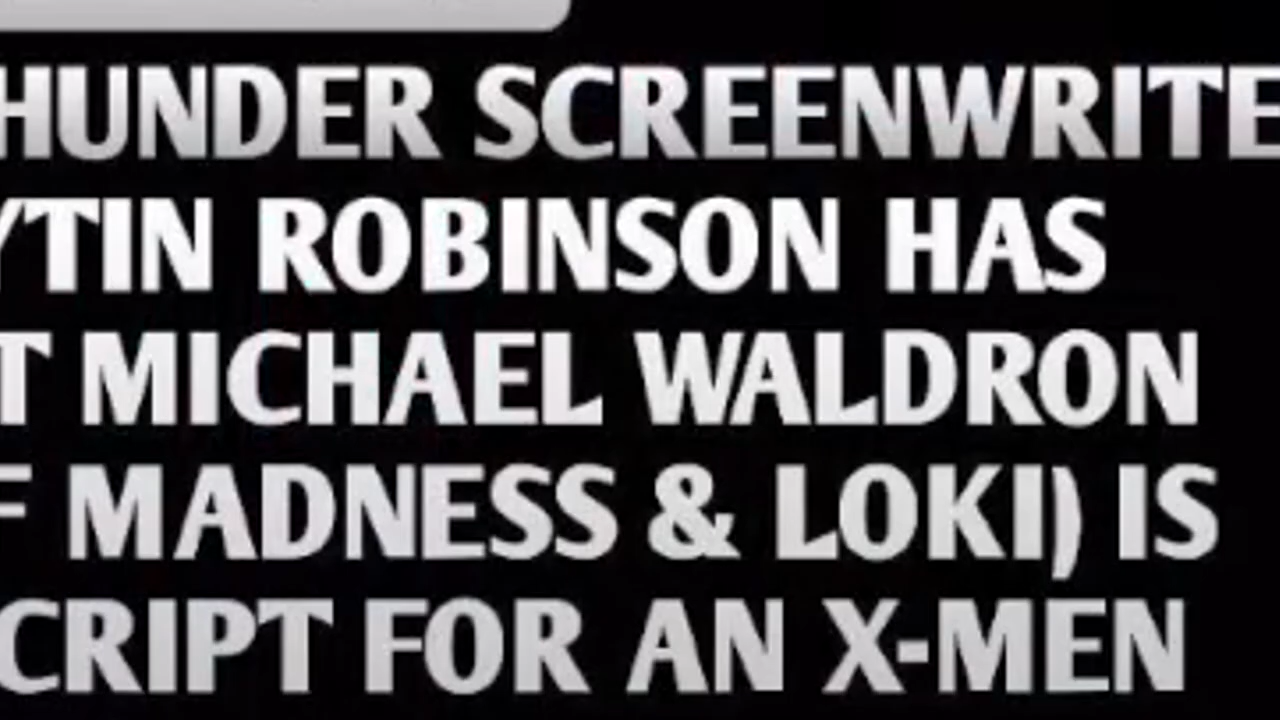 HUNDER SCREENWRITE
YTIN ROBINSON HAS
T MICHAEL WALDRON
F MADNESS & LOKI) IS
CRIPT FOR AN X-MEN